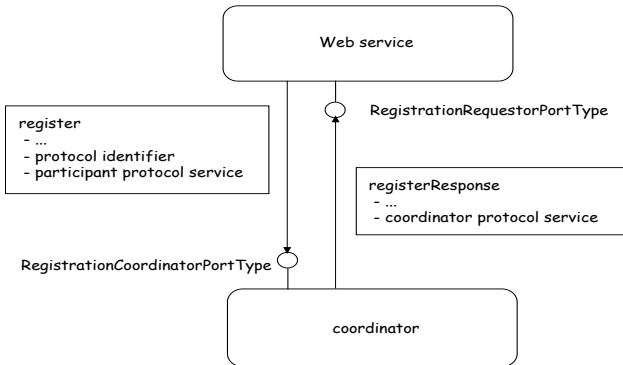 Web service
RegistrationRequestorPortType
register
- ...
- protocol identifier
- participant protocol service
registerResponse
- ...
- coordinator protocol service
RegistrationCoordinatorPortType
coordinator